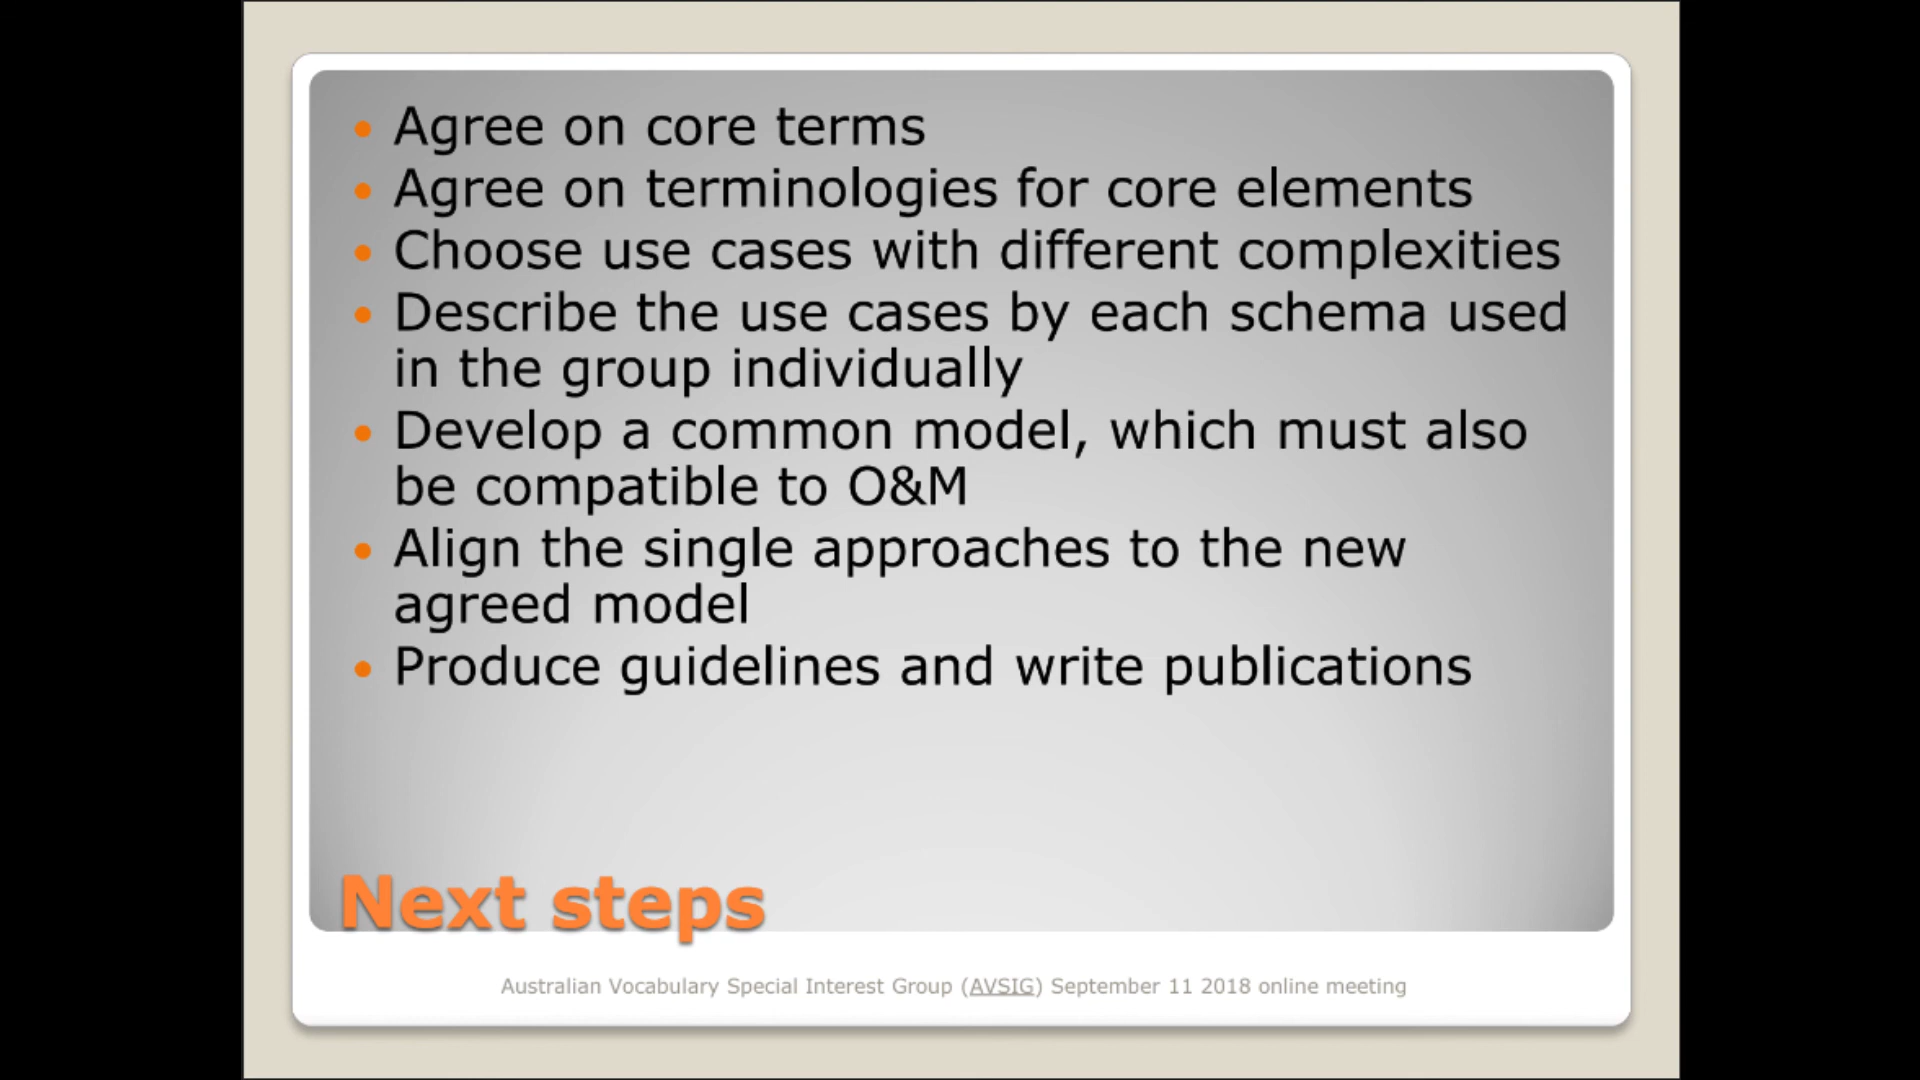 • Agree on core terms
• Agree on terminologies for core elements
• Choose use cases with different complexities
• Describe the use cases by each schema used
in the group individually
• Develop a common model, which must also
be compatible to O&M
• Align the single approaches to the new
agreed model
• Produce guidelines and write publications
Next steps
Australian Vocabulary Special Interest Group (AVSIG) September 11 2018 online meeting